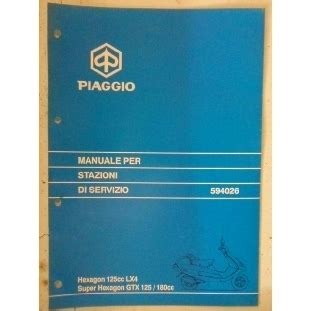 PIAGGIO
MANUALE PER
STAZIONI
DI SERVIZIO 594026
Hexagon 125cc LX4
Super Hexagon GTX 125 / 180cc